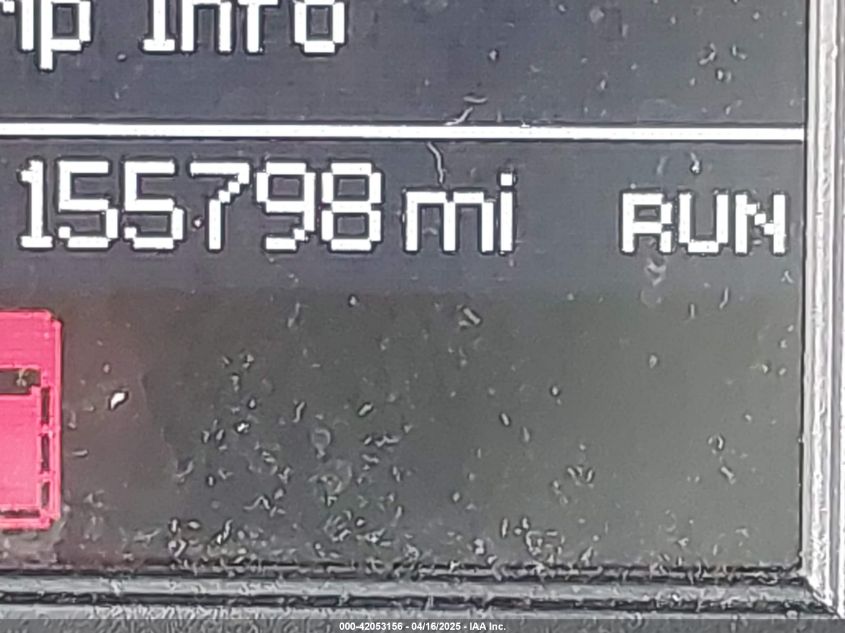 Info
155798 mi RUN
000-42053156 - 04/16/2025 - IAA Inc.